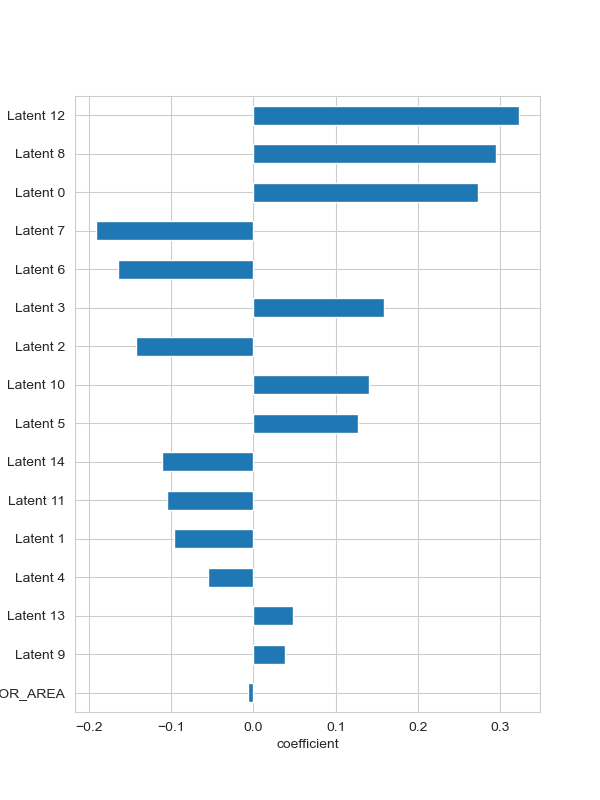 Latent 12
Latent 8
Latent 0
Latent 7
Latent 6
Latent 3
Latent 2
Latent 10
Latent 5
Latent 14
Latent 11
Latent 1
Latent 4
Latent 13
Latent 9
OR_AREA
−0.2 −0.1 0.0 0.1 0.2 0.3
coefficient